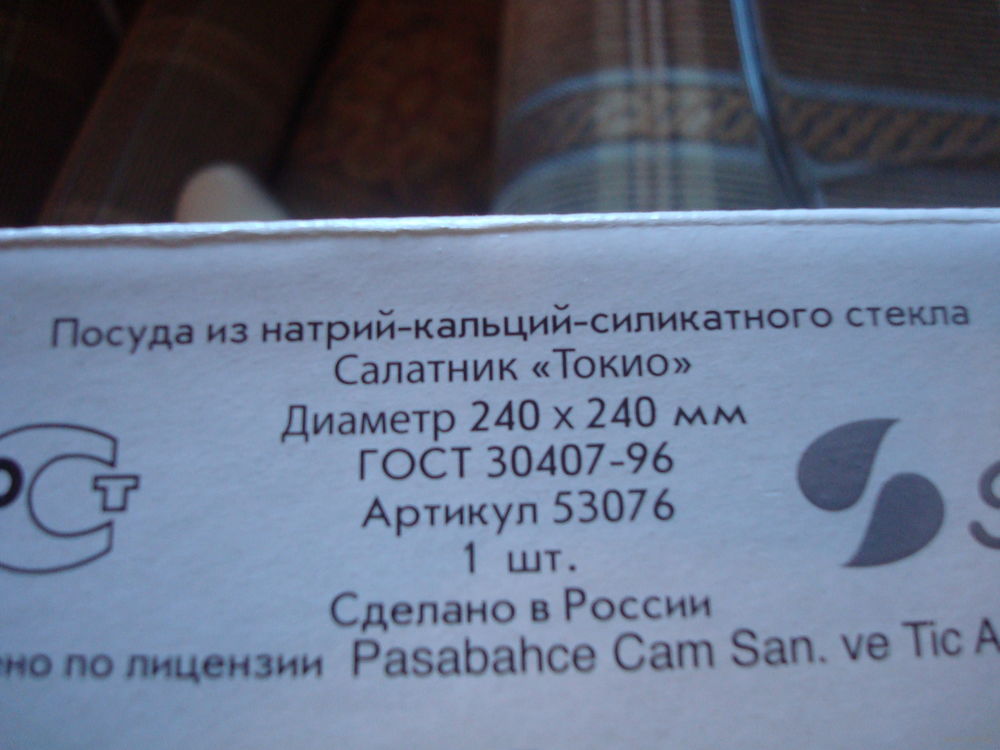 Посуда из натрий-кальций-силикатного стекла
Салатник «Токио»
Диаметр 240 х 240 мм
ГОСТ 30407-96
Артикул 53076
1 шт.
Сделано в России
по лицензии Pasabahce Cam San. ve Tic A